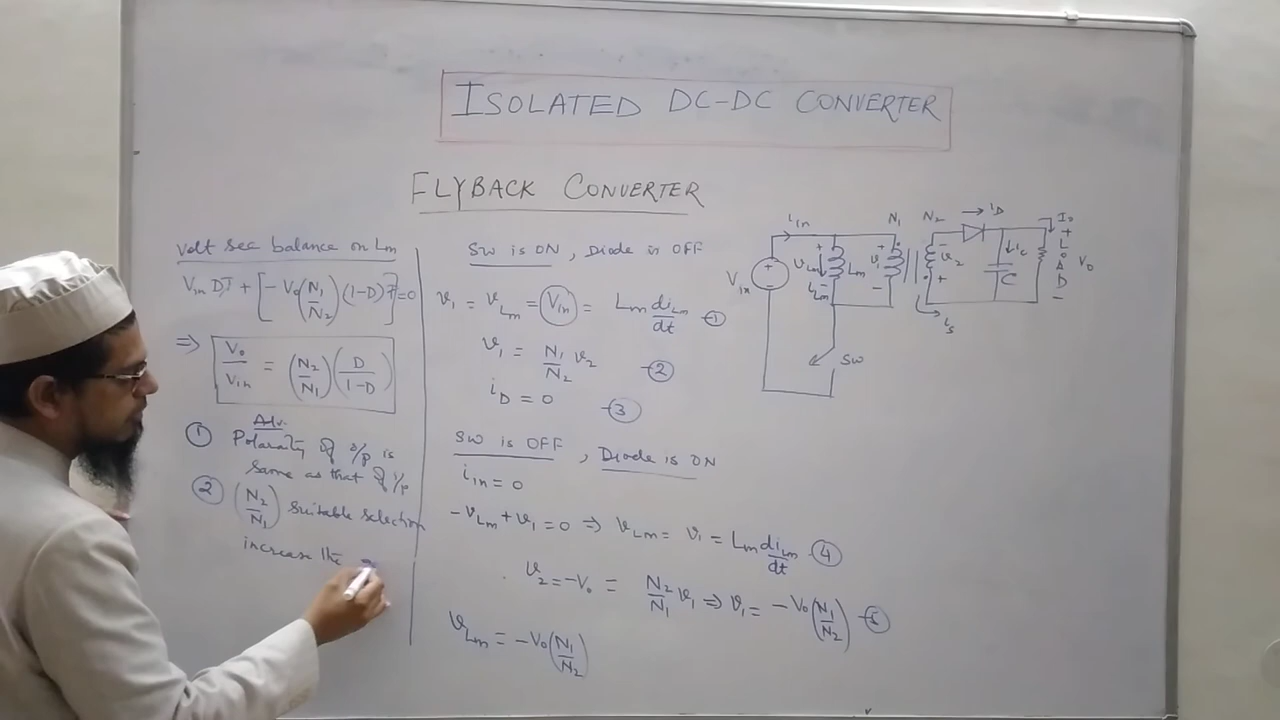 ISOLATED DC-DC CONVERTER
FLYBACK CONVERTER
Volt sec balance on Lm
Vin DT + [-Vo(N1/N2)(1-D)T]=0
⇒ Vo/Vin = (N2/N1)(D/1-D)
Adv.
① Polarity of o/p is
same as that of i/p
② (N2/N1) suitable selection
increase the
SW is ON, Diode is OFF
v1 = vLm = Vin = Lm diLm/dt -①
v1 = N1/N2 v2 -②
iD = 0 -③
SW is OFF, Diode is ON
iin = 0
-vLm + v1 = 0 ⇒ vLm = v1 = Lm diLm/dt -④
v2 = -Vo = N2/N1 v1 ⇒ v1 = -Vo(N1/N2) -⑤
vLm = -Vo(N1/N2)
iin
N1 N2
iD
Io
Vin
+
-
+
vLm
-
iLm
Lm
+
v1
-
-
v2
+
iC
C
+
LOAD
-
Vo
is
SW